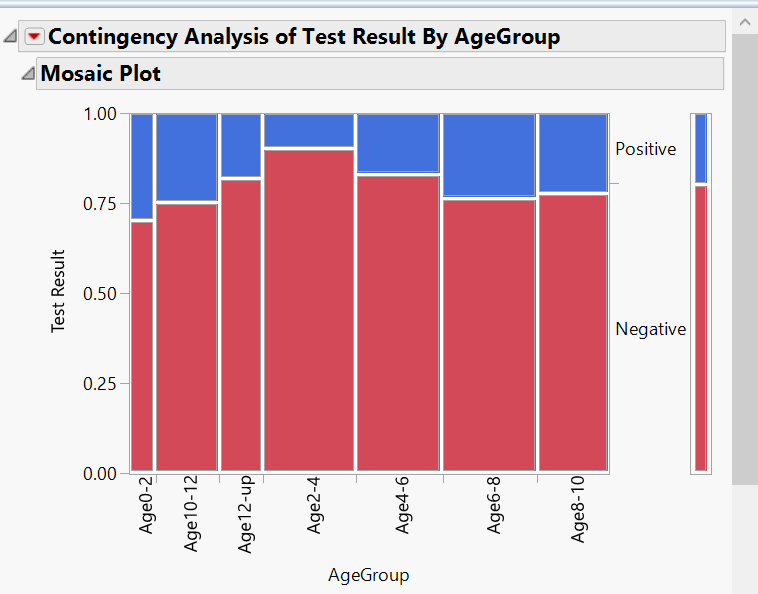 Contingency Analysis of Test Result By AgeGroup
Mosaic Plot
1.00
0.75
0.50
0.25
0.00
Test Result
Positive
Negative
Age0-2
Age10-12
Age12-up
Age2-4
Age4-6
Age6-8
Age8-10
AgeGroup